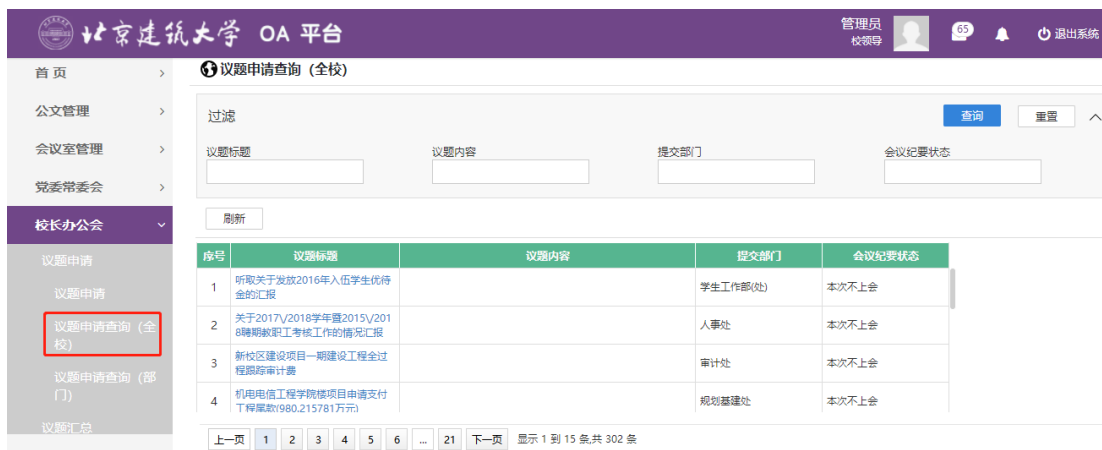 北京建筑大学 OA 平台
管理员
校领导
65
退出系统
首页
公文管理
会议室管理
党委常委会
校长办公会
议题申请
议题申请
议题申请查询（全
校）
议题申请查询（部
门）
议题汇总
议题申请查询（全校）
过滤
查询 重置
议题标题 议题内容 提交部门 会议纪要状态
刷新
序号 议题标题 议题内容 提交部门 会议纪要状态
1 听取关于发放2016年入伍学生优待
金的汇报 学生工作部(处) 本次不上会
2 关于2017\/2018学年暨2015\/201
8聘期教职工考核工作的情况汇报 人事处 本次不上会
3 新校区建设项目一期建设工程全过
程跟踪审计费 审计处 本次不上会
4 机电电信工程学院楼项目申请支付
工程尾款(980.215781万元) 规划基建处 本次不上会
上一页 1 2 3 4 5 6 ... 21 下一页 显示 1 到 15 条,共 302 条